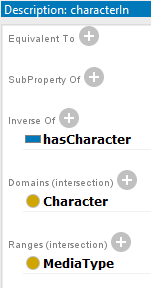 Description: characterIn
Equivalent To
SubProperty Of
Inverse Of
hasCharacter
Domains (intersection)
Character
Ranges (intersection)
MediaType